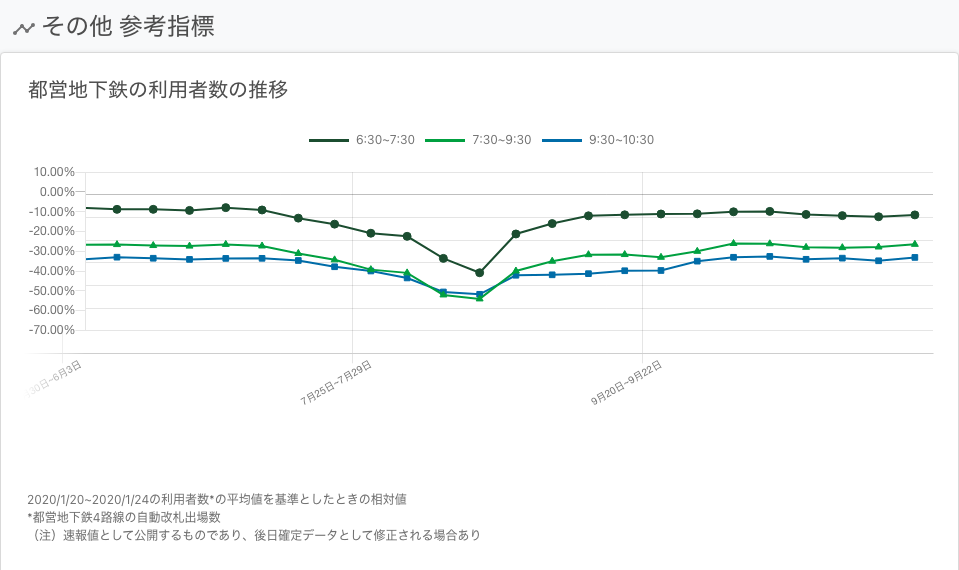 その他 参考指標
都営地下鉄の利用者数の推移
6:30~7:30 7:30~9:30 9:30~10:30
10.00%
0.00%
-10.00%
-20.00%
-30.00%
-40.00%
-50.00%
-60.00%
-70.00%
30日~6月3日
7月25日~7月29日
9月20日~9月22日
2020/1/20~2020/1/24の利用者数*の平均値を基準としたときの相対値
*都営地下鉄4路線の自動改札出場数
（注）速報値として公開するものであり、後日確定データとして修正される場合あり